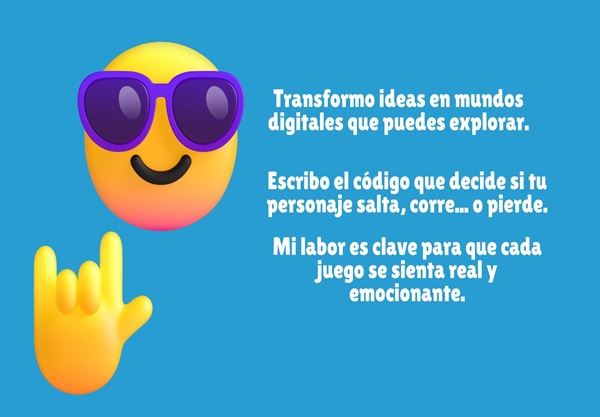 Transformo ideas en mundos
digitales que puedes explorar.
Escribo el código que decide si tu
personaje salta, corre... o pierde.
Mi labor es clave para que cada
juego se sienta real y
emocionante.